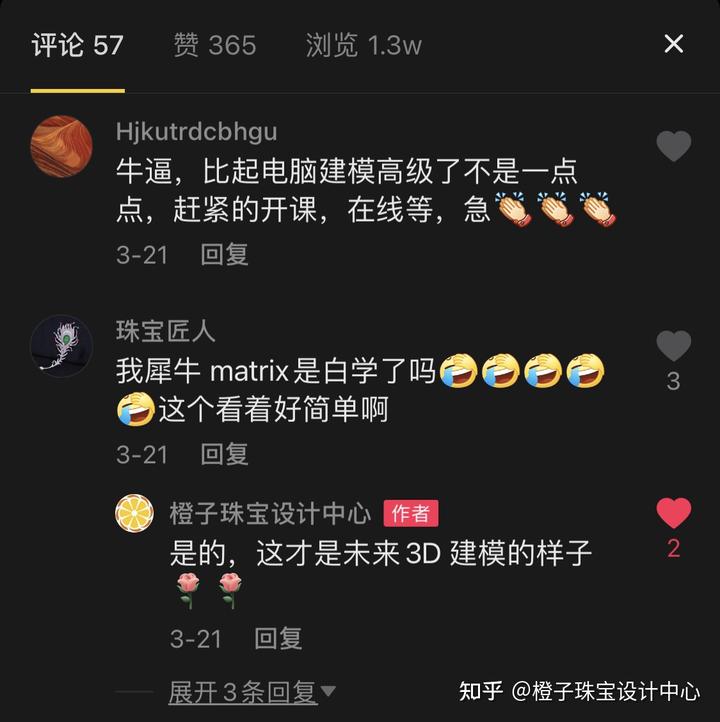 评论 57 赞 365 浏览 1.3w
Hjkutrdcbhgu
牛逼，比起电脑建模高级了不是一点
点，赶紧的开课，在线等，急👏🏻👏🏻👏🏻
3-21 回复
珠宝匠人
我犀牛 matrix是白学了吗🤣🤣🤣🤣
🤣这个看着好简单啊
3
3-21 回复
橙子珠宝设计中心 作者
是的，这才是未来3D 建模的样子
🌹🌹
2
3-21 回复
展开3条回复
知乎 @橙子珠宝设计中心